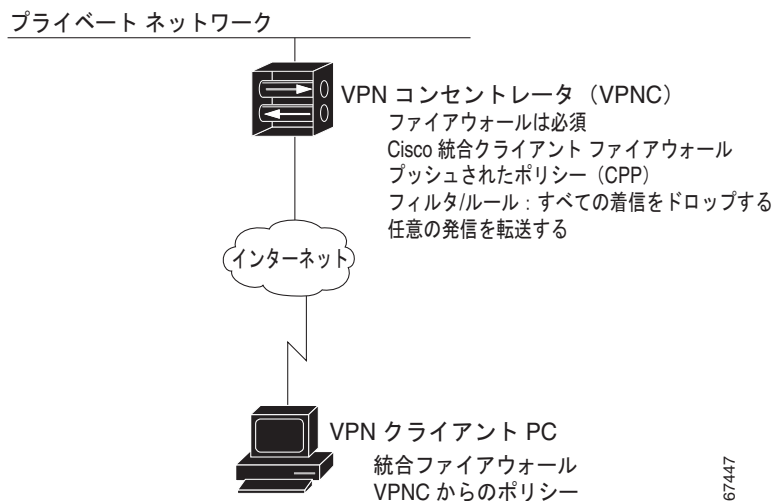 プライベート ネットワーク
VPN コンセントレータ（VPNC）
ファイアウォールは必須
Cisco 統合クライアント ファイアウォール
プッシュされたポリシー（CPP）
フィルタ/ルール：すべての着信をドロップする
任意の発信を転送する
インターネット
VPN クライアント PC
統合ファイアウォール
VPNC からのポリシー
67447